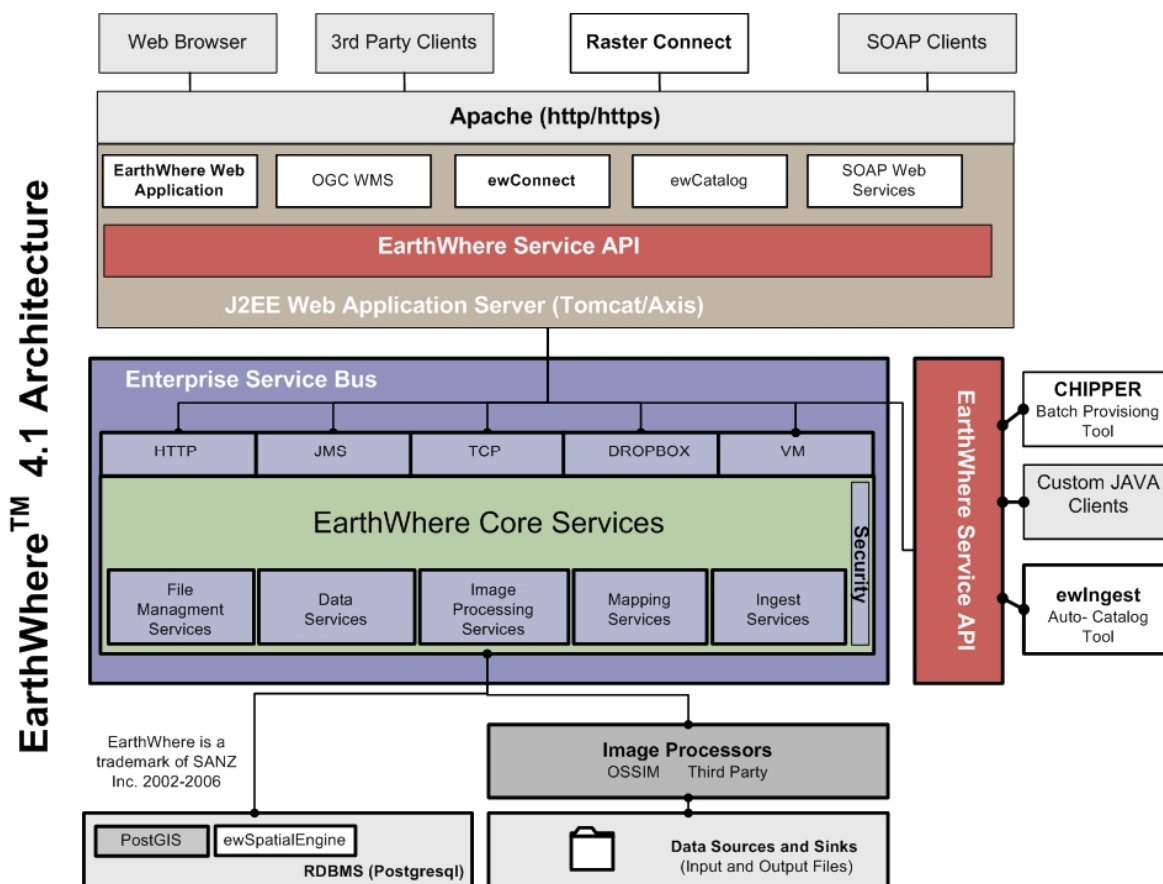 EarthWhere™ 4.1 Architecture
Web Browser
3rd Party Clients
Raster Connect
SOAP Clients
Apache (http/https)
EarthWhere Web
Application
OGC WMS
ewConnect
ewCatalog
SOAP Web
Services
EarthWhere Service API
J2EE Web Application Server (Tomcat/Axis)
Enterprise Service Bus
HTTP
JMS
TCP
DROPBOX
VM
EarthWhere Core Services
Security
File
Managment
Services
Data
Services
Image
Processing
Services
Mapping
Services
Ingest
Services
EarthWhere Service API
CHIPPER
Batch Provisiong
Tool
Custom JAVA
Clients
ewIngest
Auto- Catalog
Tool
EarthWhere is a
trademark of SANZ
Inc. 2002-2006
Image Processors
OSSIM Third Party
PostGIS
ewSpatialEngine
RDBMS (Postgresql)
Data Sources and Sinks
(Input and Output Files)